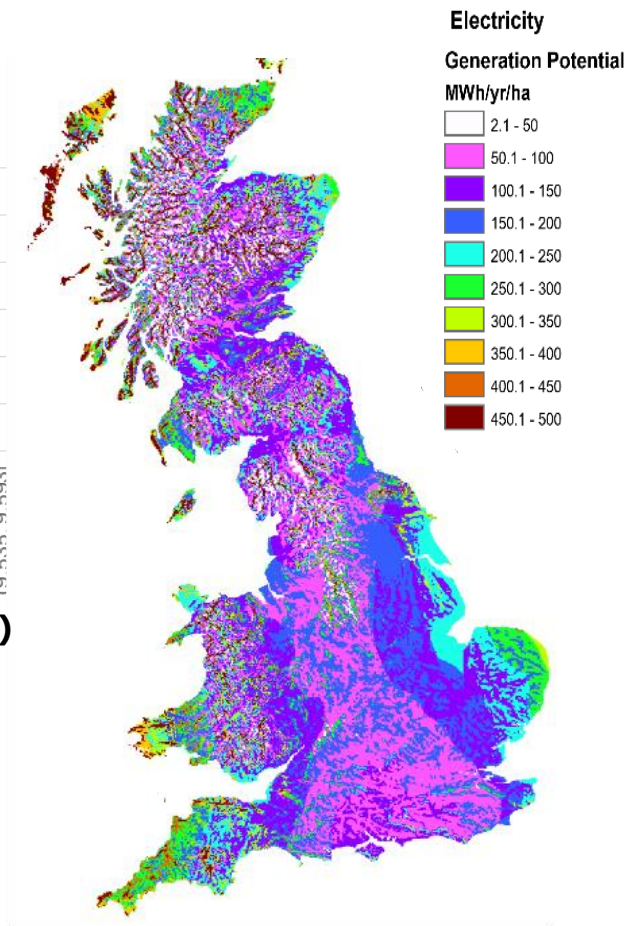 Electricity
Generation Potential
MWh/yr/ha
2.1 - 50
50.1 - 100
100.1 - 150
150.1 - 200
200.1 - 250
250.1 - 300
300.1 - 350
350.1 - 400
400.1 - 450
450.1 - 500
)